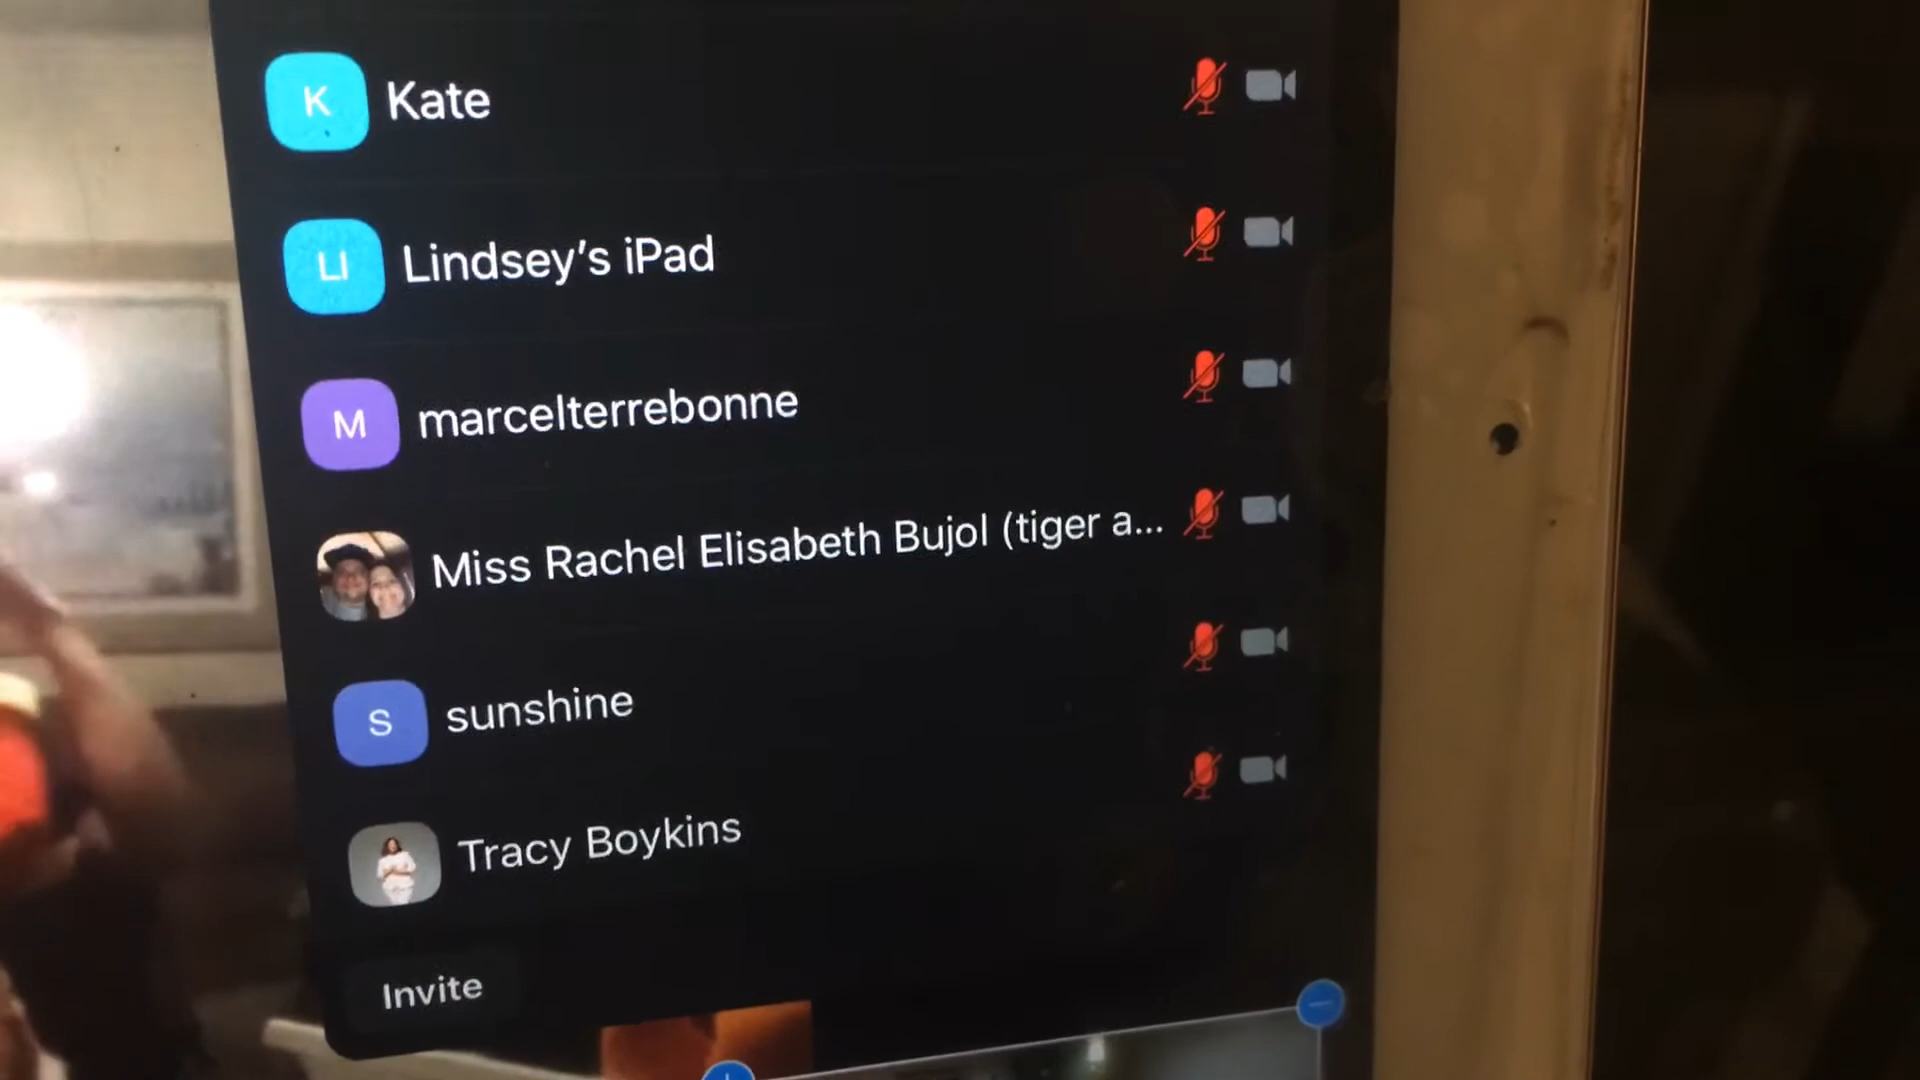 K Kate
LI Lindsey’s iPad
M marcelterrebonne
Miss Rachel Elisabeth Bujol (tiger a...
S sunshine
Tracy Boykins
Invite